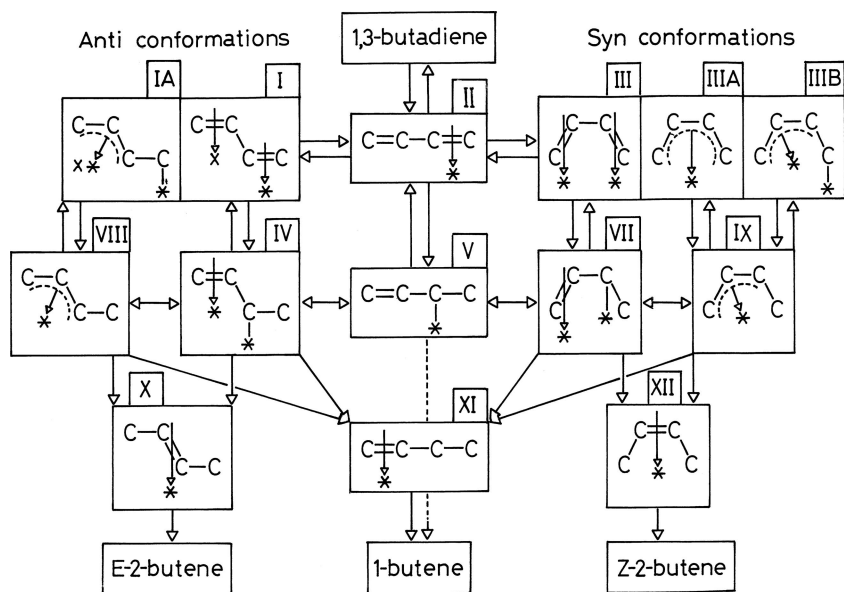 Anti conformations
1,3-butadiene
Syn conformations
IA
I
II
III
IIIA
IIIB
C=C C C
X * *
C=C C=C
X *
C=C-C=C
*
C C C C
* *
C C C C
*
C C C C
* *
VIII
IV
V
VII
IX
C=C C-C
*
C=C C-C
* *
C=C-C-C
*
C C C C
* *
C C C C
*
X
XI
XII
C-C C-C
*
C=C-C-C
*
C C=C C
*
E-2-butene
1-butene
Z-2-butene